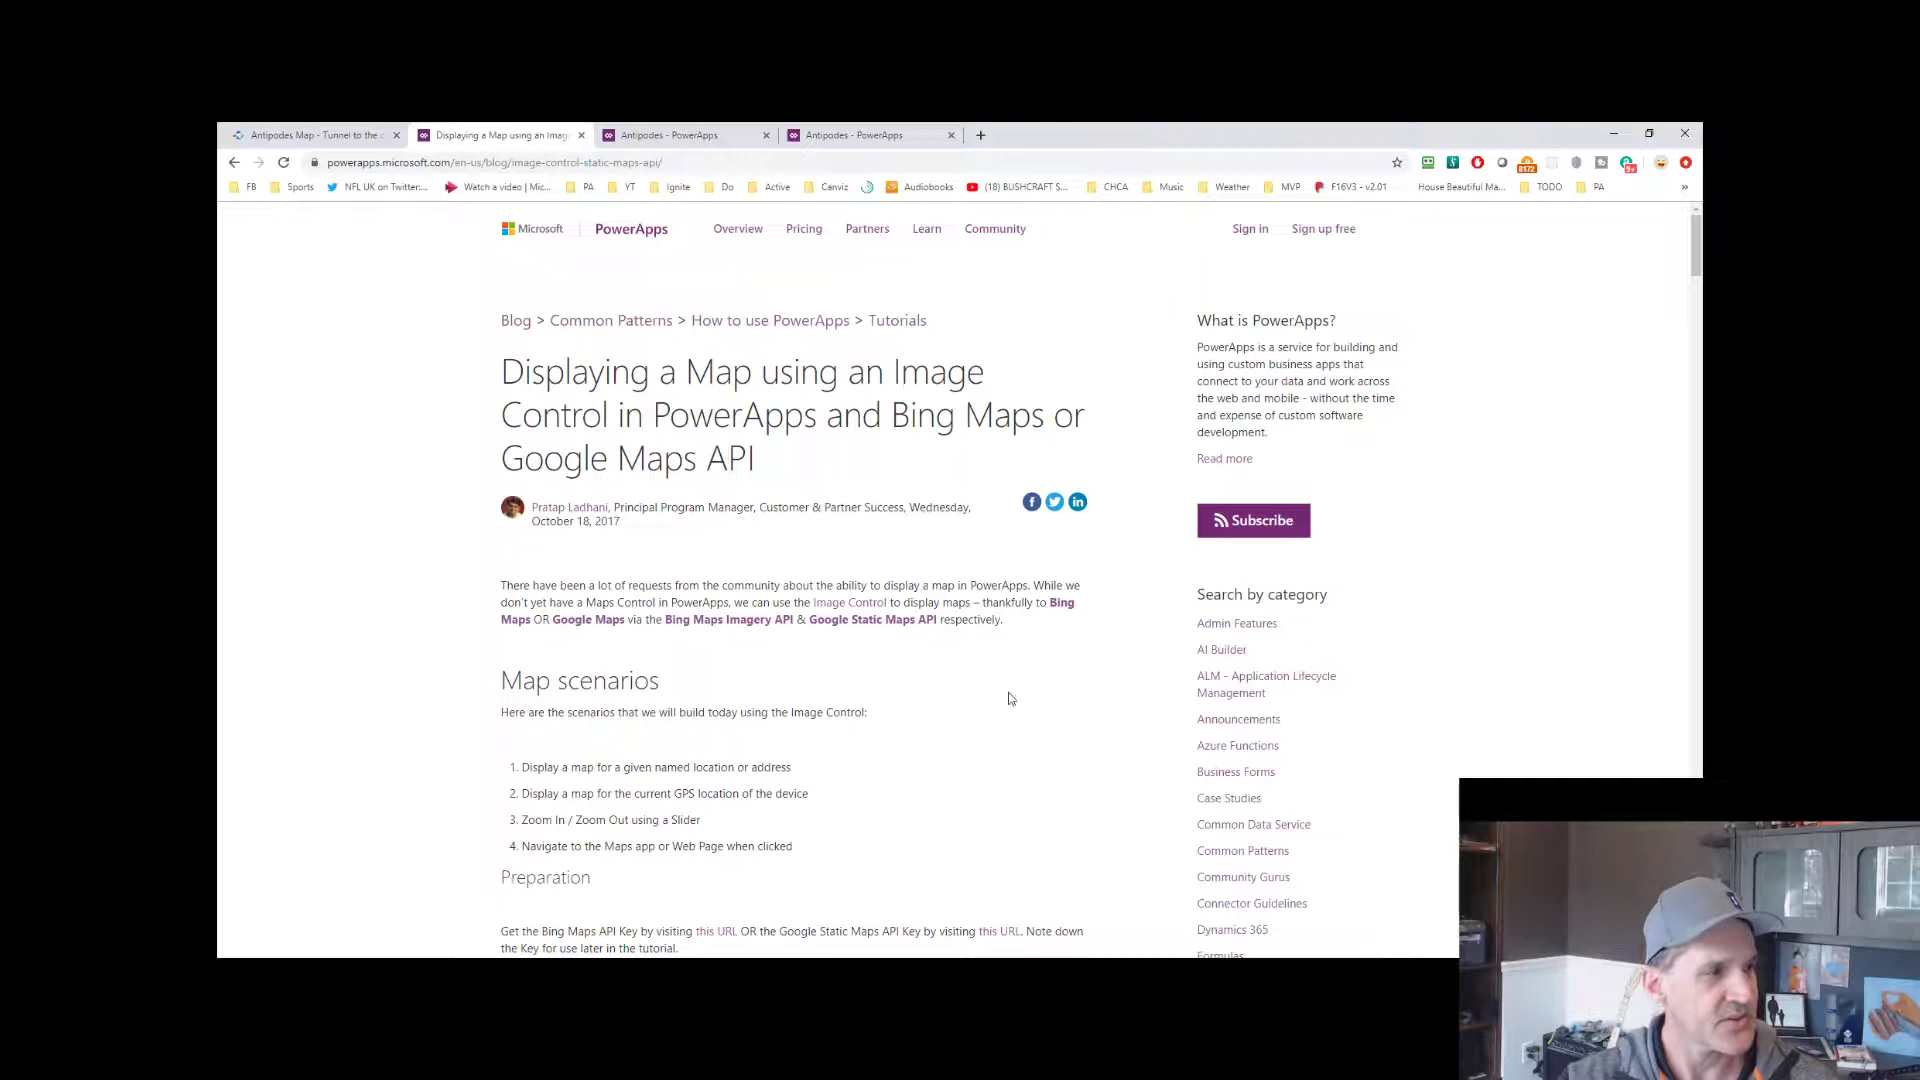 Antipodes Map - Tunnel to the
Displaying a Map using an Imag
Antipodes - PowerApps
Antipodes - PowerApps
powerapps.microsoft.com/en-us/blog/image-control-static-maps-api/
8172
9+
FB
Sports
NFL UK on Twitter:...
Watch a video | Mic...
PA
YT
Ignite
Do
Active
Canviz
Audiobooks
(18) BUSHCRAFT S...
CHCA
Music
Weather
MVP
F16V3 - v2.01
House Beautiful Ma...
TODO
PA
»
Microsoft
PowerApps
Overview
Pricing
Partners
Learn
Community
Sign in
Sign up free
Blog > Common Patterns > How to use PowerApps > Tutorials
Displaying a Map using an Image
Control in PowerApps and Bing Maps or
Google Maps API
Pratap Ladhani, Principal Program Manager, Customer & Partner Success, Wednesday,
October 18, 2017
There have been a lot of requests from the community about the ability to display a map in PowerApps. While we
don't yet have a Maps Control in PowerApps, we can use the Image Control to display maps – thankfully to Bing
Maps OR Google Maps via the Bing Maps Imagery API & Google Static Maps API respectively.
Map scenarios
Here are the scenarios that we will build today using the Image Control:
1. Display a map for a given named location or address
2. Display a map for the current GPS location of the device
3. Zoom In / Zoom Out using a Slider
4. Navigate to the Maps app or Web Page when clicked
Preparation
Get the Bing Maps API Key by visiting this URL OR the Google Static Maps API Key by visiting this URL. Note down
the Key for use later in the tutorial.
What is PowerApps?
PowerApps is a service for building and
using custom business apps that
connect to your data and work across
the web and mobile - without the time
and expense of custom software
development.
Read more
Subscribe
Search by category
Admin Features
AI Builder
ALM - Application Lifecycle
Management
Announcements
Azure Functions
Business Forms
Case Studies
Common Data Service
Common Patterns
Community Gurus
Connector Guidelines
Dynamics 365
Formulas